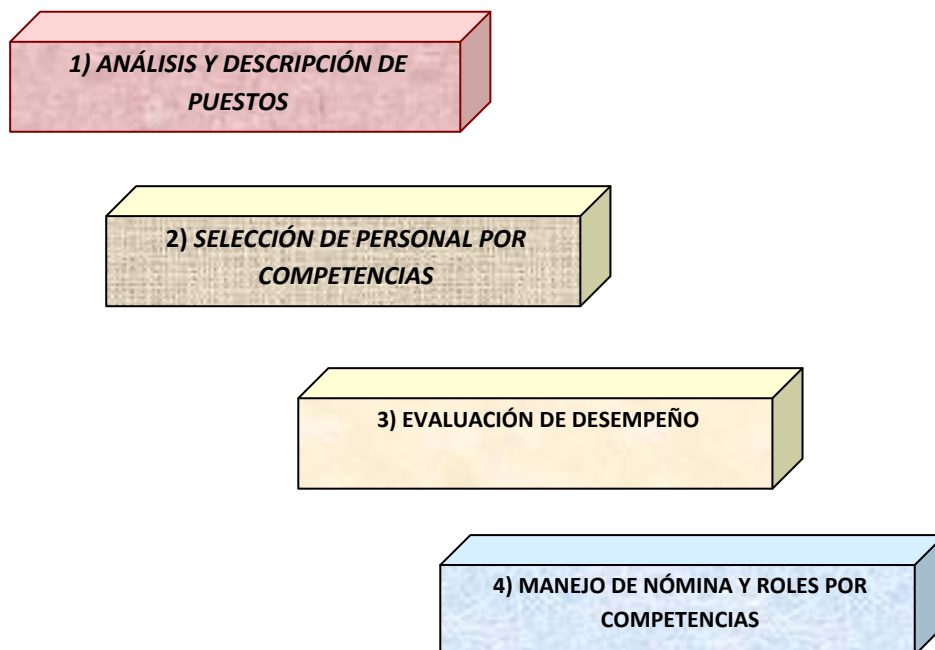 1) ANÁLISIS Y DESCRIPCIÓN DE
PUESTOS
2) SELECCIÓN DE PERSONAL POR
COMPETENCIAS
3) EVALUACIÓN DE DESEMPEÑO
4) MANEJO DE NÓMINA Y ROLES POR
COMPETENCIAS